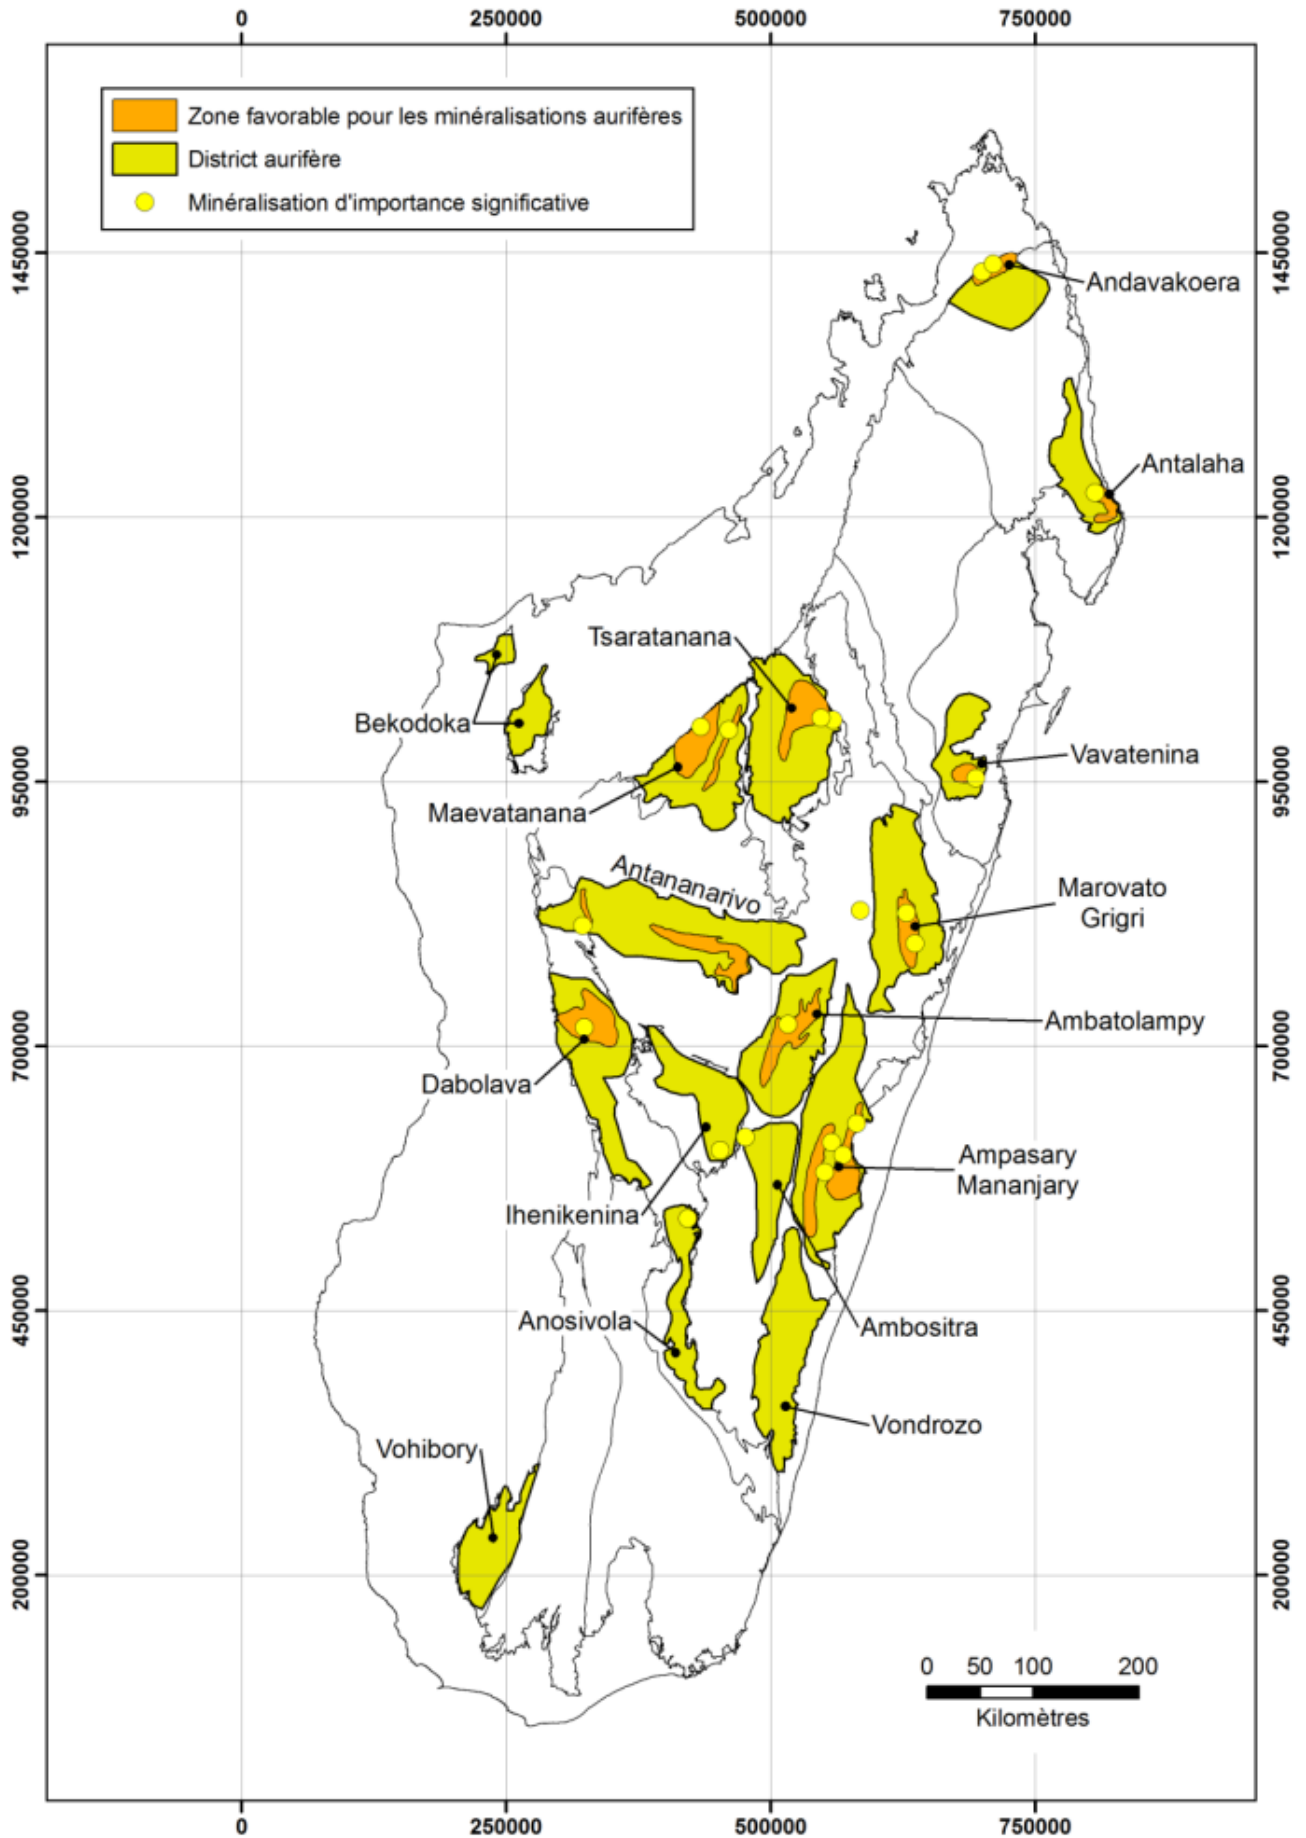 0 250000 500000 750000
Zone favorable pour les minéralisations aurifères
District aurifère
Minéralisation d'importance significative
1450000 1450000
Andavakoera
Antalaha
1200000 1200000
Tsaratanana
Bekodoka
Vavatenina
950000 950000
Maevatanana
Antananarivo
Marovato
Grigri
Ambatolampy
700000 700000
Dabolava
Ampasary
Mananjary
Ihenikenina
450000 450000
Anosivola
Ambositra
Vondrozo
Vohibory
200000 200000
0 50 100 200
Kilomètres
0 250000 500000 750000